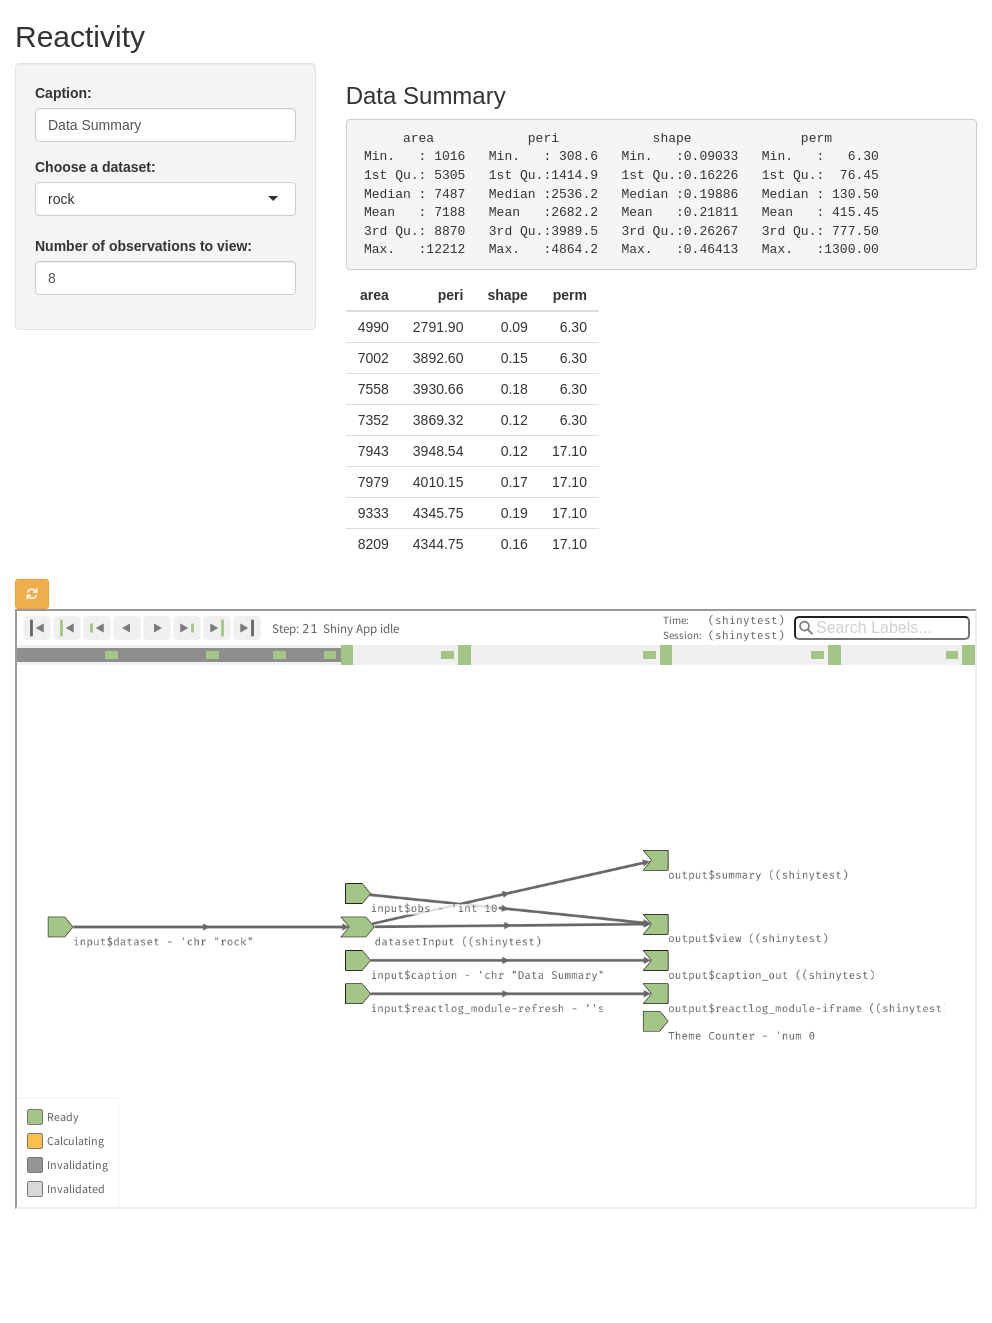 Reactivity
Caption:
Data Summary
Choose a dataset:
rock
Number of observations to view:
8
Data Summary
area peri shape perm
Min. : 1016 Min. : 308.6 Min. :0.09033 Min. : 6.30
1st Qu.: 5305 1st Qu.:1414.9 1st Qu.:0.16226 1st Qu.: 76.45
Median : 7487 Median :2536.2 Median :0.19886 Median : 130.50
Mean : 7188 Mean :2682.2 Mean :0.21811 Mean : 415.45
3rd Qu.: 8870 3rd Qu.:3989.5 3rd Qu.:0.26267 3rd Qu.: 777.50
Max. :12212 Max. :4864.2 Max. :0.46413 Max. :1300.00
area peri shape perm
4990 2791.90 0.09 6.30
7002 3892.60 0.15 6.30
7558 3930.66 0.18 6.30
7352 3869.32 0.12 6.30
7943 3948.54 0.12 17.10
7979 4010.15 0.17 17.10
9333 4345.75 0.19 17.10
8209 4344.75 0.16 17.10
Step: 21 Shiny App idle
Time: (shinytest)
Session: (shinytest)
Search Labels...
output$summary ((shinytest)
input$obs - 'int 10
output$view ((shinytest)
input$dataset - 'chr "rock"
datasetInput ((shinytest)
input$caption - 'chr "Data Summary"
output$caption_out ((shinytest)
input$reactlog_module-refresh - ''s
output$reactlog_module-iframe ((shinytest
Theme Counter - 'num 0
Ready
Calculating
Invalidating
Invalidated